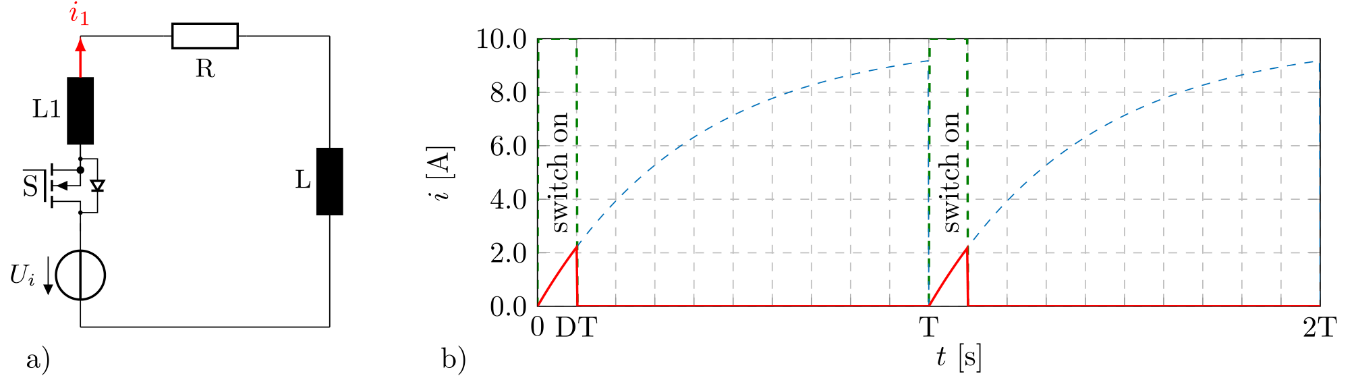 i₁
R
L1
S̅
L
Uᵢ
a)
10.0
8.0
6.0
4.0
2.0
0.0
i [A]
switch on
switch on
0 DT T 2T
t [s]
b)